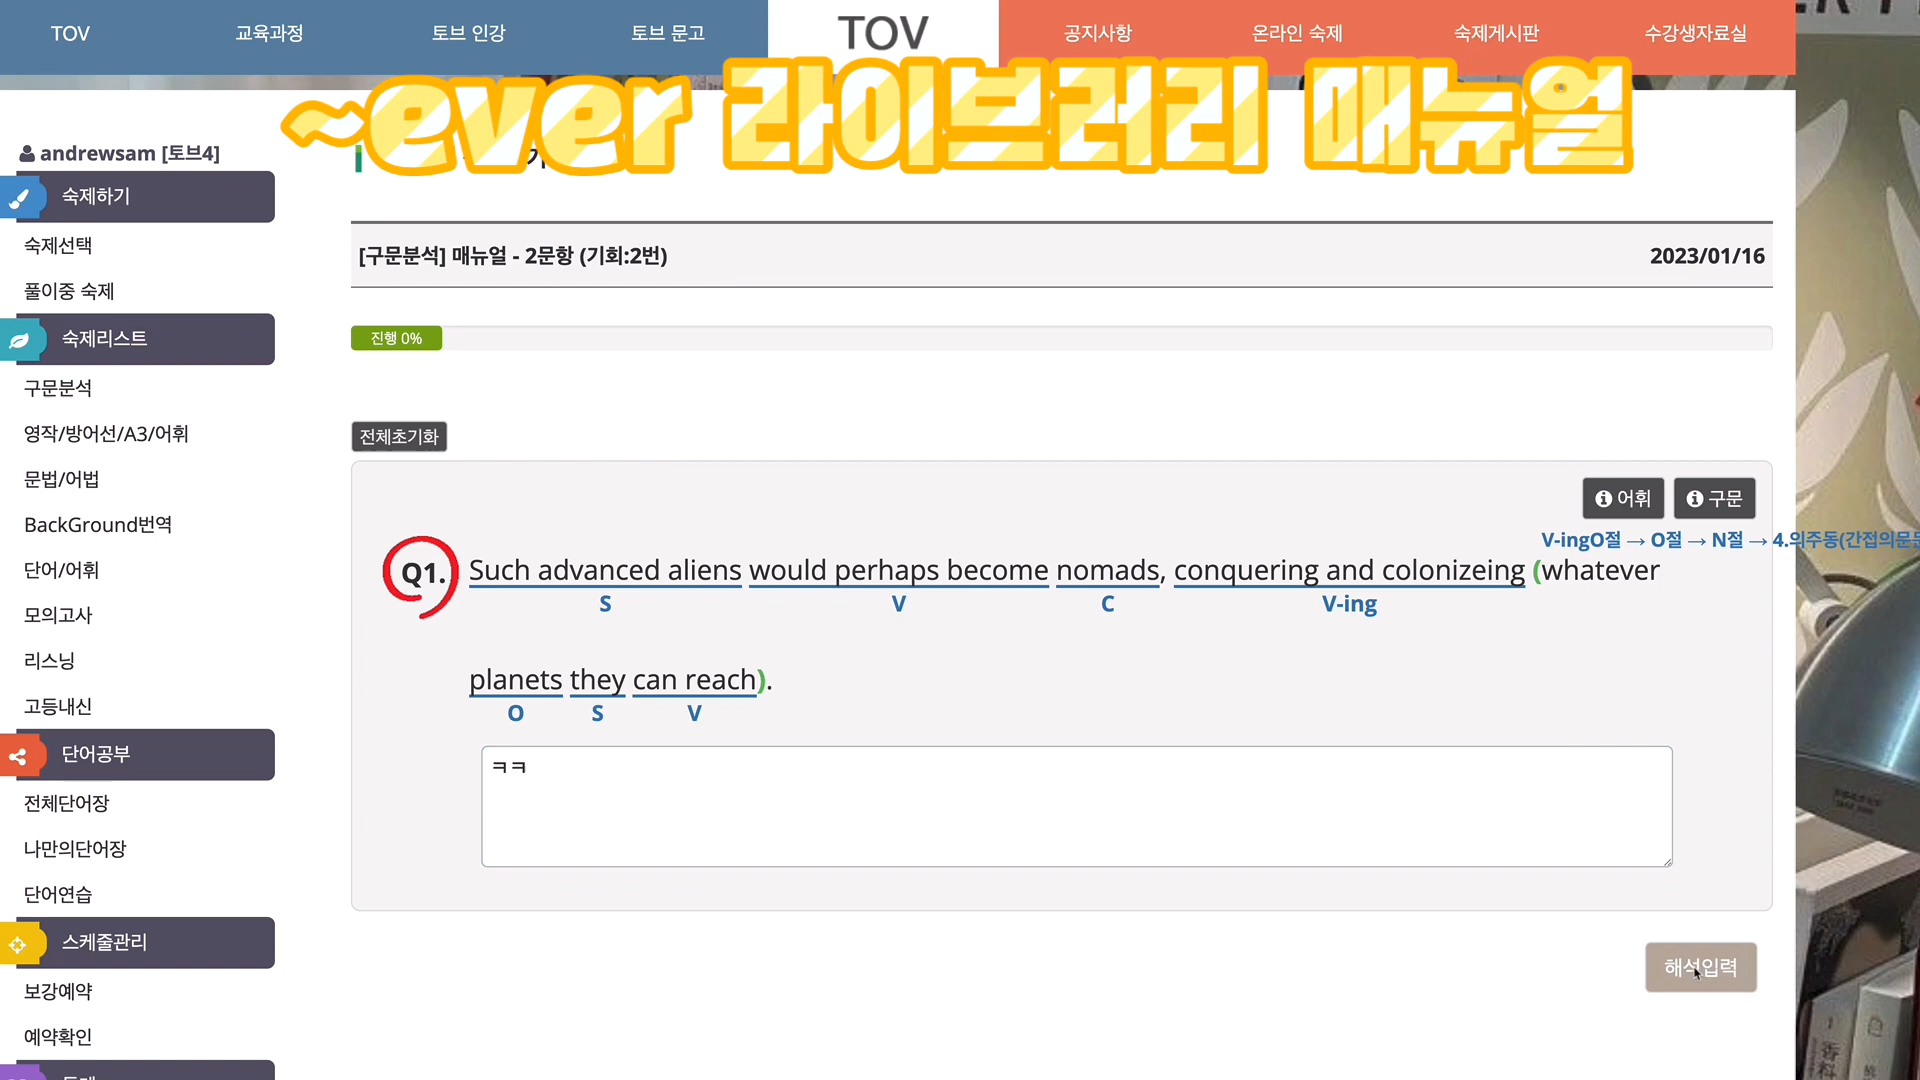 TOV
교육과정
토브 인강
토브 문고
TOV
공지사항
온라인 숙제
숙제게시판
수강생자료실
~ever 라이브러리 매뉴얼
andrewsam [토브4]
숙제하기
숙제선택
풀이중 숙제
숙제리스트
구문분석
영작/방어선/A3/어휘
문법/어법
BackGround번역
단어/어휘
모의고사
리스닝
고등내신
단어공부
전체단어장
나만의단어장
단어연습
스케줄관리
보강예약
예약확인
[구문분석] 매뉴얼 - 2문항 (기회:2번)
2023/01/16
진행 0%
전체초기화
어휘
구문
V-ingO절 → O절 → N절 → 4.의주동(간접의문문
Q1. Such advanced aliens would perhaps become nomads, conquering and colonizeing (whatever
S V C V-ing
planets they can reach).
O S V
ㅋㅋ
해석입력